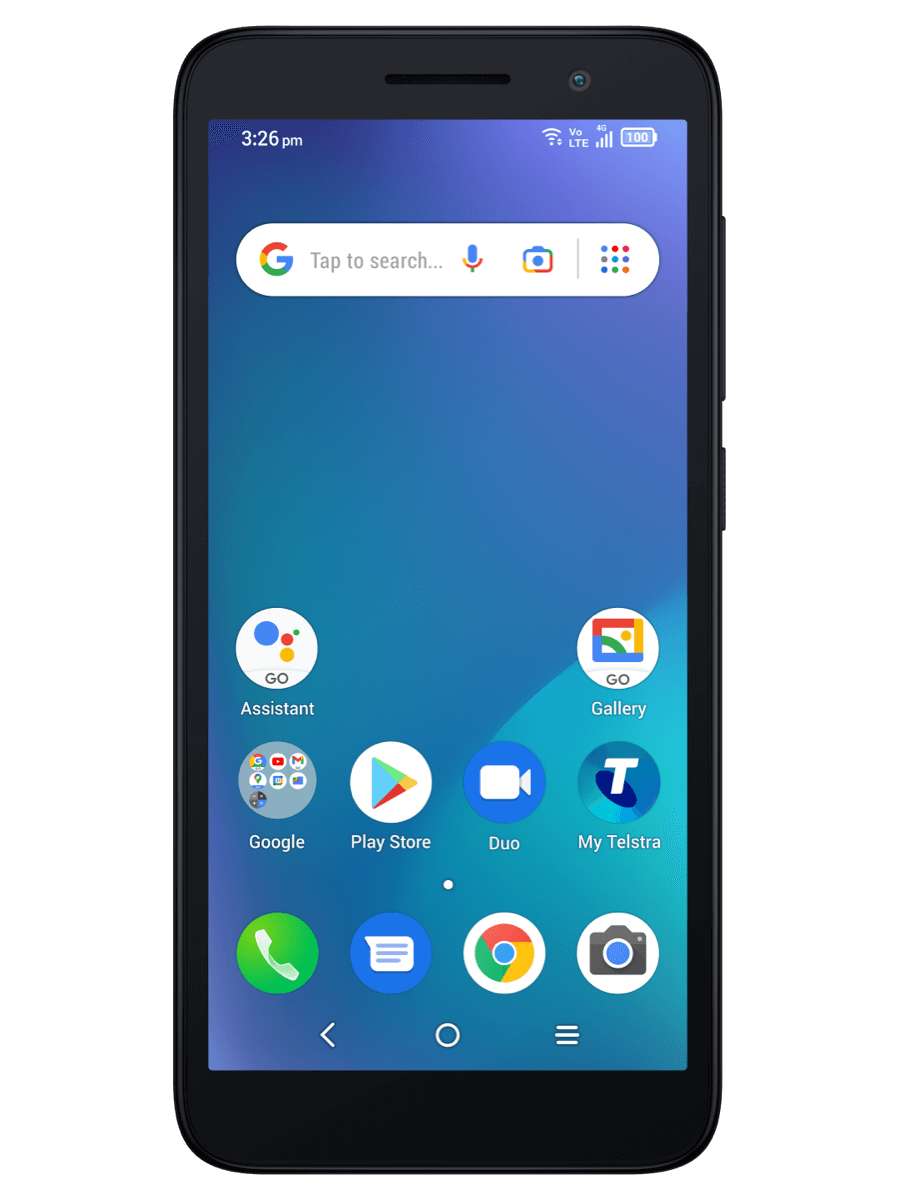 3:26 pm
Vo
LTE
4G
100
Tap to search...
GO
GO
Assistant
Gallery
Google
Play Store
Duo
My Telstra